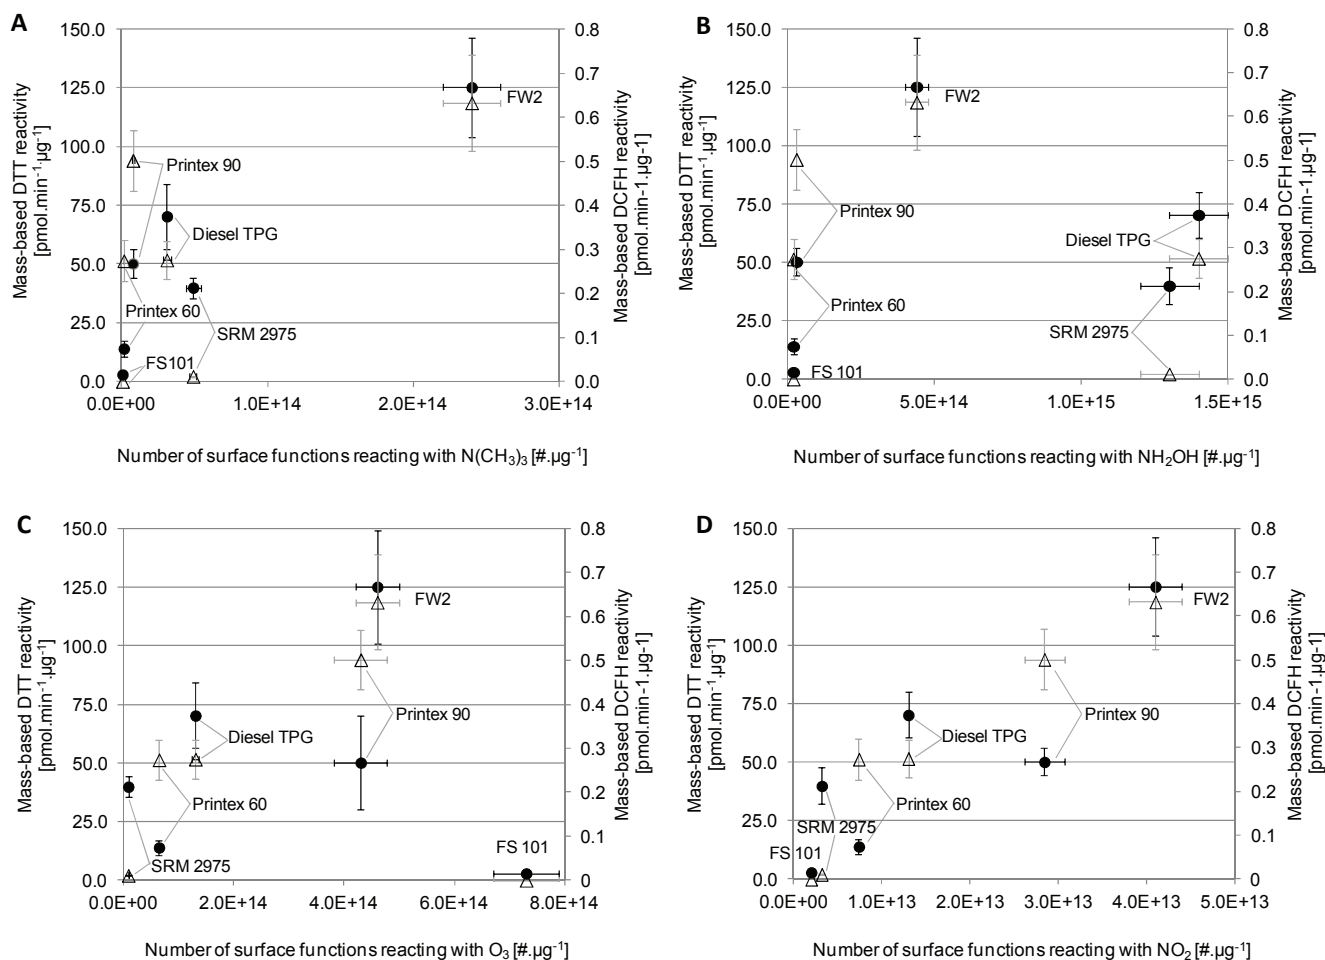 A
Mass-based DTT reactivity
[pmol.min⁻¹.µg⁻¹]
150.0
125.0
100.0
75.0
50.0
25.0
0.0
0.8
0.7
0.6
0.5
0.4
0.3
0.2
0.1
0.0
Mass-based DCFH reactivity
[pmol.min-1.µg-1]
FW2
Printex 90
Diesel TPG
Printex 60
SRM 2975
FS101
0.0E+00
1.0E+14
2.0E+14
3.0E+14
Number of surface functions reacting with N(CH₃)₃ [#.µg⁻¹]
B
Mass-based DTT reactivity
[pmol.min⁻¹.µg⁻¹]
150.0
125.0
100.0
75.0
50.0
25.0
0.0
0.8
0.7
0.6
0.5
0.4
0.3
0.2
0.1
0.0
Mass-based DCFH reactivity
[pmol.min-1.µg-1]
FW2
Printex 90
Diesel TPG
Printex 60
SRM 2975
FS 101
0.0E+00
5.0E+14
1.0E+15
1.5E+15
Number of surface functions reacting with NH₂OH [#.µg⁻¹]
C
Mass-based DTT reactivity
[pmol.min⁻¹.µg⁻¹]
150.0
125.0
100.0
75.0
50.0
25.0
0.0
0.8
0.7
0.6
0.5
0.4
0.3
0.2
0.1
0
Mass-based DCFH reactivity
[pmol.min-1.µg-1]
FW2
Printex 90
Diesel TPG
Printex 60
SRM 2975
FS 101
0.0E+00
2.0E+14
4.0E+14
6.0E+14
8.0E+14
Number of surface functions reacting with O₃ [#.µg⁻¹]
D
Mass-based DTT reactivity
[pmol.min⁻¹.µg⁻¹]
150.0
125.0
100.0
75.0
50.0
25.0
0.0
0.8
0.7
0.6
0.5
0.4
0.3
0.2
0.1
0
Mass-based DCFH reactivity
[pmol.min-1.µg-1]
FW2
Printex 90
Diesel TPG
Printex 60
SRM 2975
FS 101
0.0E+00
1.0E+13
2.0E+13
3.0E+13
4.0E+13
5.0E+13
Number of surface functions reacting with NO₂ [#.µg⁻¹]